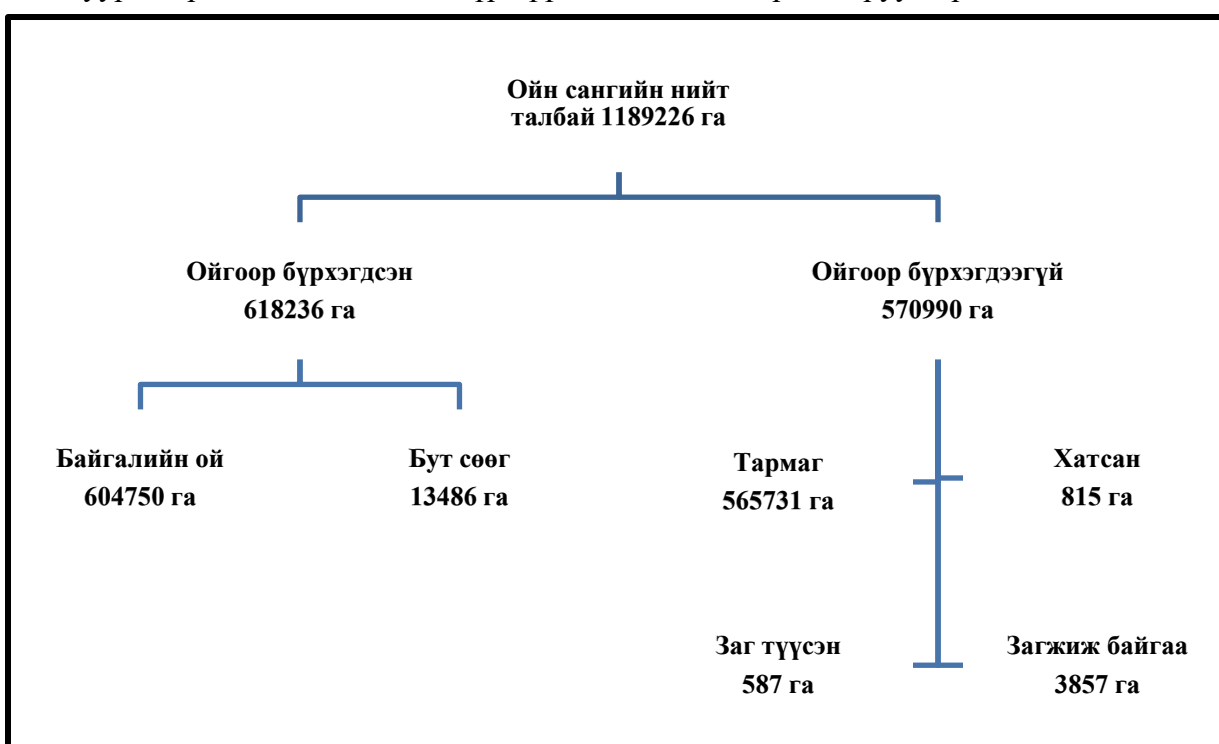 Ойн сангийн нийт
талбай 1189226 га
Ойгоор бүрхэгдсэн
618236 га
Ойгоор бүрхэгдээгүй
570990 га
Байгалийн ой
604750 га
Бут сөөг
13486 га
Тармаг
565731 га
Хатсан
815 га
Заг түүсэн
587 га
Загжиж байгаа
3857 га